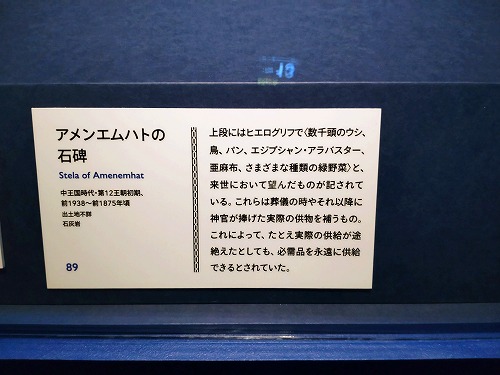 アメンエムハトの
石碑
Stela of Amenemhat
中王国時代・第12王朝初期、
前1938〜前1875年頃
出土地不詳
石灰岩
89
上段にはヒエログリフで〈数千頭のウシ、
鳥、パン、エジプシャン・アラバスター、
亜麻布、さまざまな種類の緑野菜〉と、
来世において望んだものが記されて
いる。これらは葬儀の時やそれ以降に
神官が捧げた実際の供物を補うもの。
これによって、たとえ実際の供給が途
絶えたとしても、必需品を永遠に供給
できるとされていた。